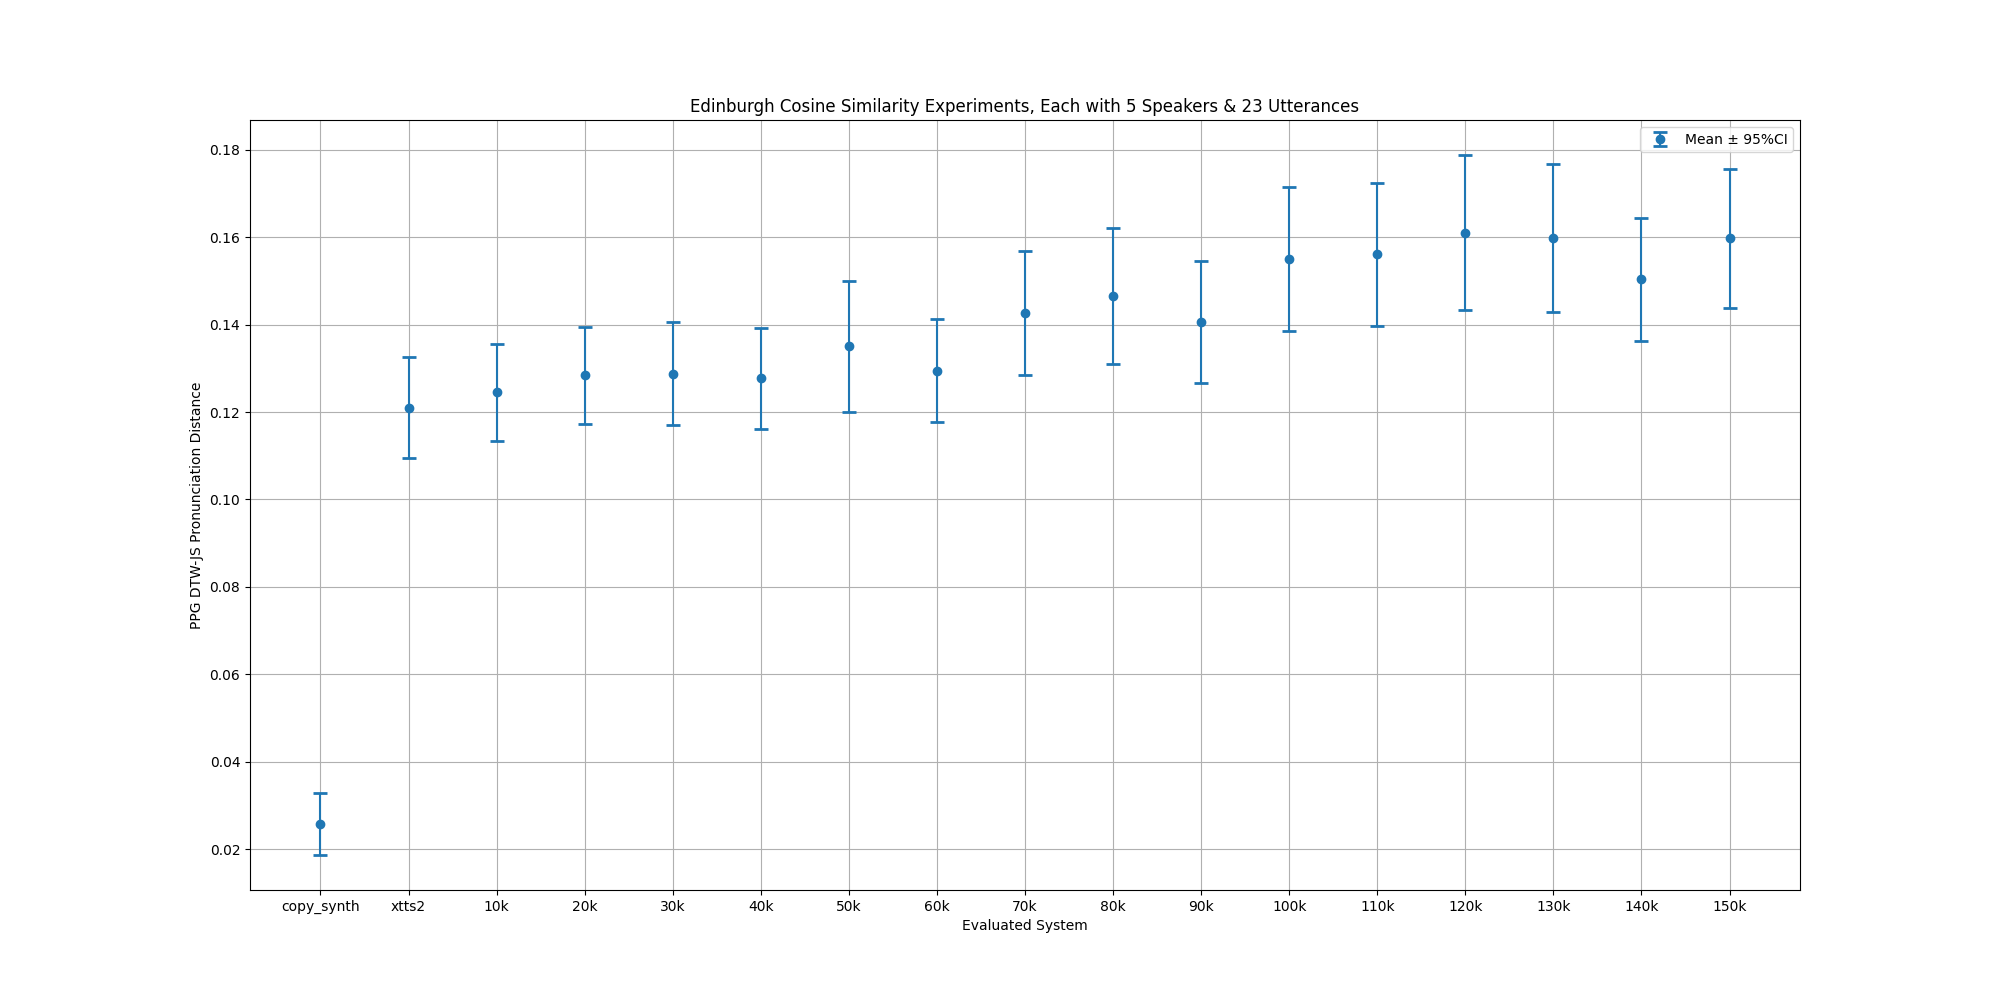 Edinburgh Cosine Similarity Experiments, Each with 5 Speakers & 23 Utterances
Mean ± 95%CI
PPG DTW-JS Pronunciation Distance
0.18
0.16
0.14
0.12
0.10
0.08
0.06
0.04
0.02
copy_synth xtts2 10k 20k 30k 40k 50k 60k 70k 80k 90k 100k 110k 120k 130k 140k 150k
Evaluated System